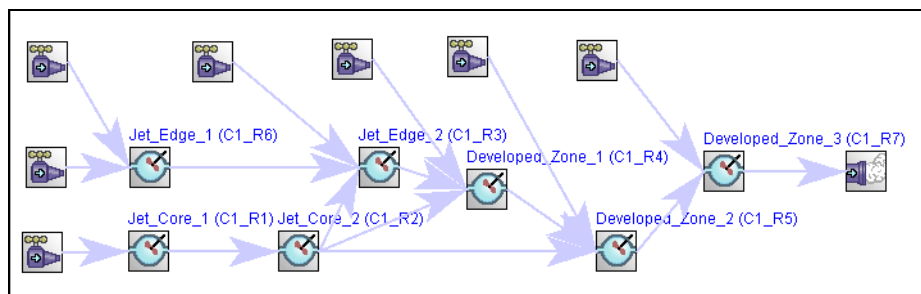 Jet_Edge_1 (C1_R6)
Jet_Edge_2 (C1_R3)
Developed_Zone_3 (C1_R7)
Developed_Zone_1 (C1_R4)
Jet_Core_1 (C1_R1)
Jet_Core_2 (C1_R2)
Developed_Zone_2 (C1_R5)